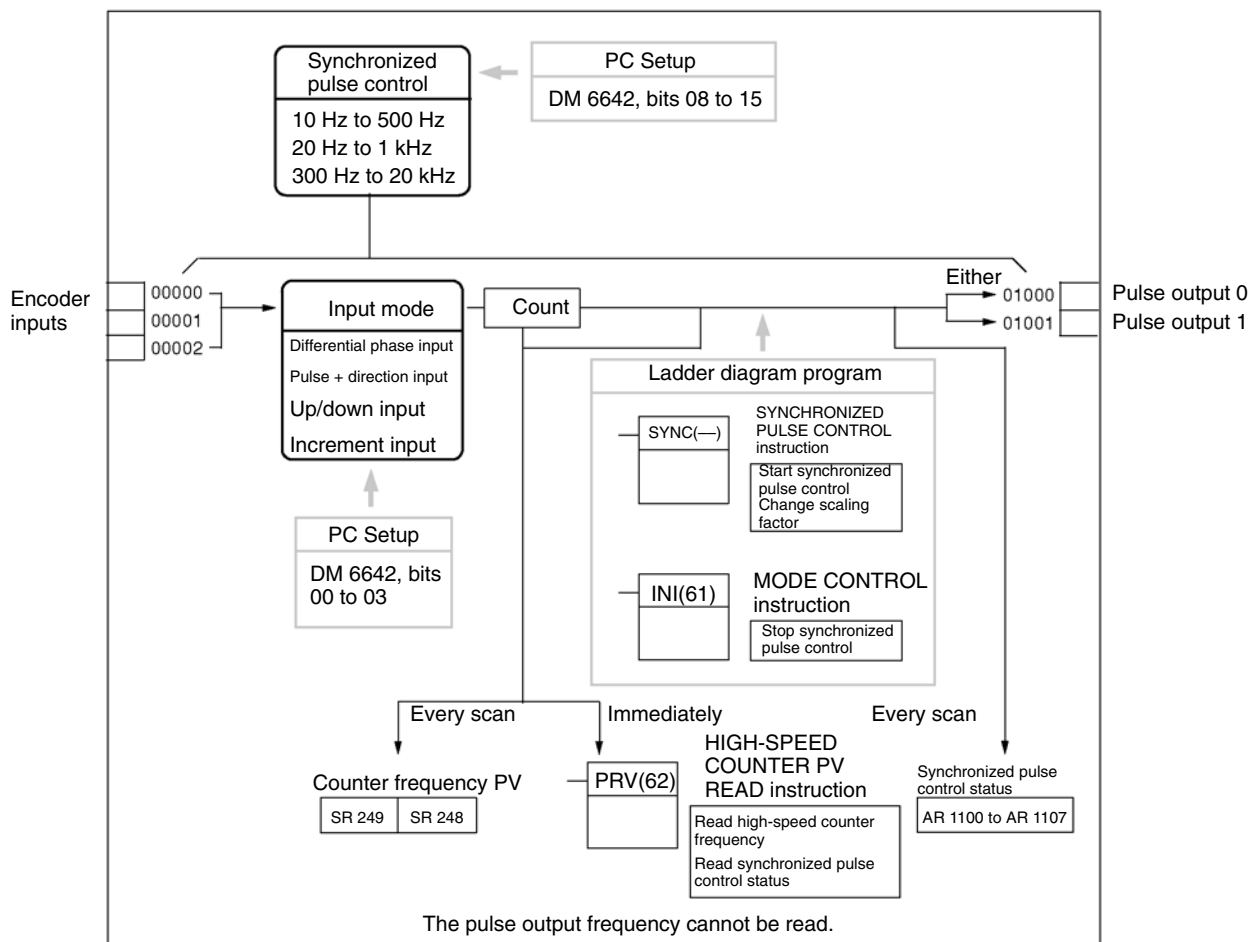 Synchronized
pulse control
10 Hz to 500 Hz
20 Hz to 1 kHz
300 Hz to 20 kHz
PC Setup
DM 6642, bits 08 to 15
Encoder
inputs
00000
00001
00002
Input mode
Differential phase input
Pulse + direction input
Up/down input
Increment input
Count
Either
01000
01001
Pulse output 0
Pulse output 1
PC Setup
DM 6642, bits
00 to 03
Ladder diagram program
SYNC(—)
SYNCHRONIZED
PULSE CONTROL
instruction
Start synchronized
pulse control
Change scaling
factor
INI(61)
MODE CONTROL
instruction
Stop synchronized
pulse control
Every scan
Immediately
Every scan
Counter frequency PV
SR 249 SR 248
PRV(62)
HIGH-SPEED
COUNTER PV
READ instruction
Read high-speed counter
frequency
Read synchronized pulse
control status
Synchronized pulse
control status
AR 1100 to AR 1107
The pulse output frequency cannot be read.